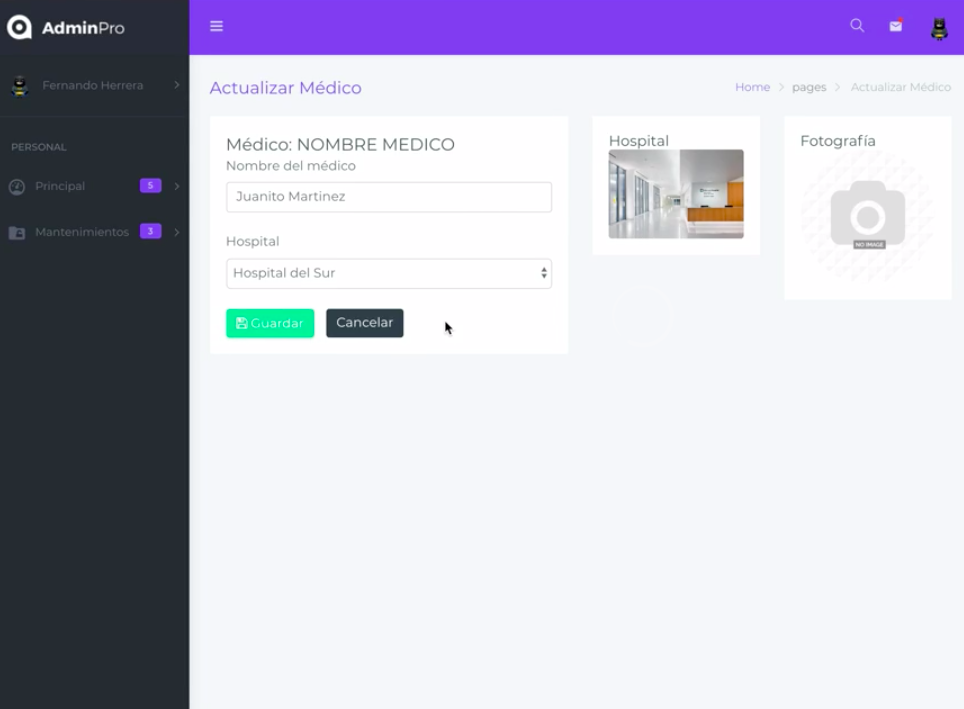 AdminPro
Fernando Herrera
PERSONAL
Principal 5
Mantenimientos 3
Actualizar Médico
Home > pages > Actualizar Médico
Médico: NOMBRE MEDICO
Nombre del médico
Juanito Martinez
Hospital
Hospital del Sur
Guardar
Cancelar
Hospital
Fotografía
NO IMAGE